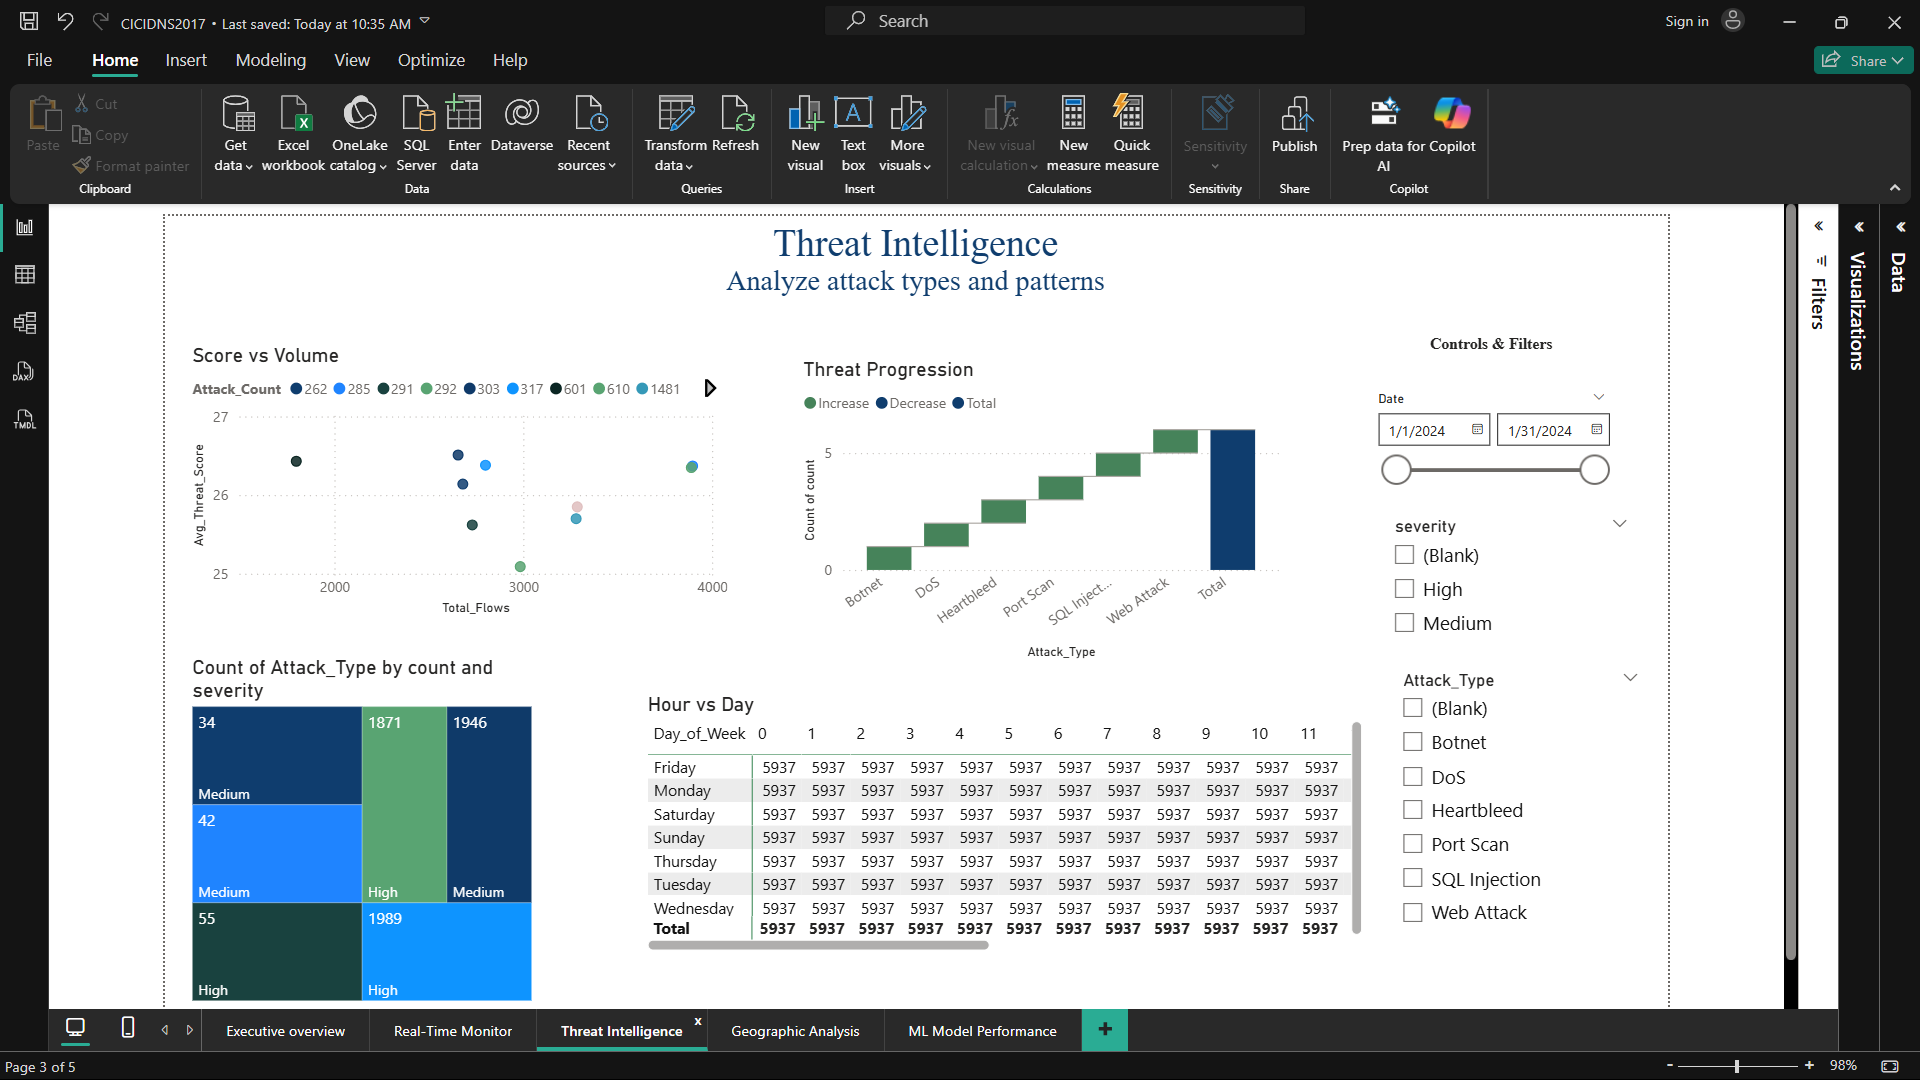 CICIDNS2017 • Last saved: Today at 10:35 AM
Search
Sign in
File Home Insert Modeling View Optimize Help
Share
Paste
Cut
Copy
Format painter
Clipboard
Get data
Excel workbook
OneLake catalog
SQL Server
Enter data
Dataverse
Recent sources
Data
Transform data
Refresh
Queries
New visual
Text box
More visuals
Insert
New visual calculation
New measure
Quick measure
Calculations
Sensitivity
Sensitivity
Publish
Share
Prep data for AI
Copilot
Copilot
DAX
TMDL
Threat Intelligence
Analyze attack types and patterns
Score vs Volume
Attack_Count 262 285 291 292 303 317 601 610 1481
Avg_Threat_Score
27
26
25
2000 3000 4000
Total_Flows
Threat Progression
Increase Decrease Total
Count of count
5
0
Botnet DoS Heartbleed Port Scan SQL Inject... Web Attack Total
Attack_Type
Controls & Filters
Date
1/1/2024 1/31/2024
severity
(Blank)
High
Medium
Attack_Type
(Blank)
Botnet
DoS
Heartbleed
Port Scan
SQL Injection
Web Attack
Count of Attack_Type by count and
severity
34
Medium
42
Medium
55
High
1871
High
1946
Medium
1989
High
Hour vs Day
Day_of_Week 0 1 2 3 4 5 6 7 8 9 10 11
Friday 5937 5937 5937 5937 5937 5937 5937 5937 5937 5937 5937 5937
Monday 5937 5937 5937 5937 5937 5937 5937 5937 5937 5937 5937 5937
Saturday 5937 5937 5937 5937 5937 5937 5937 5937 5937 5937 5937 5937
Sunday 5937 5937 5937 5937 5937 5937 5937 5937 5937 5937 5937 5937
Thursday 5937 5937 5937 5937 5937 5937 5937 5937 5937 5937 5937 5937
Tuesday 5937 5937 5937 5937 5937 5937 5937 5937 5937 5937 5937 5937
Wednesday 5937 5937 5937 5937 5937 5937 5937 5937 5937 5937 5937 5937
Total 5937 5937 5937 5937 5937 5937 5937 5937 5937 5937 5937 5937
Filters
Visualizations
Data
Executive overview Real-Time Monitor Threat Intelligence x Geographic Analysis ML Model Performance +
Page 3 of 5
- + 98%